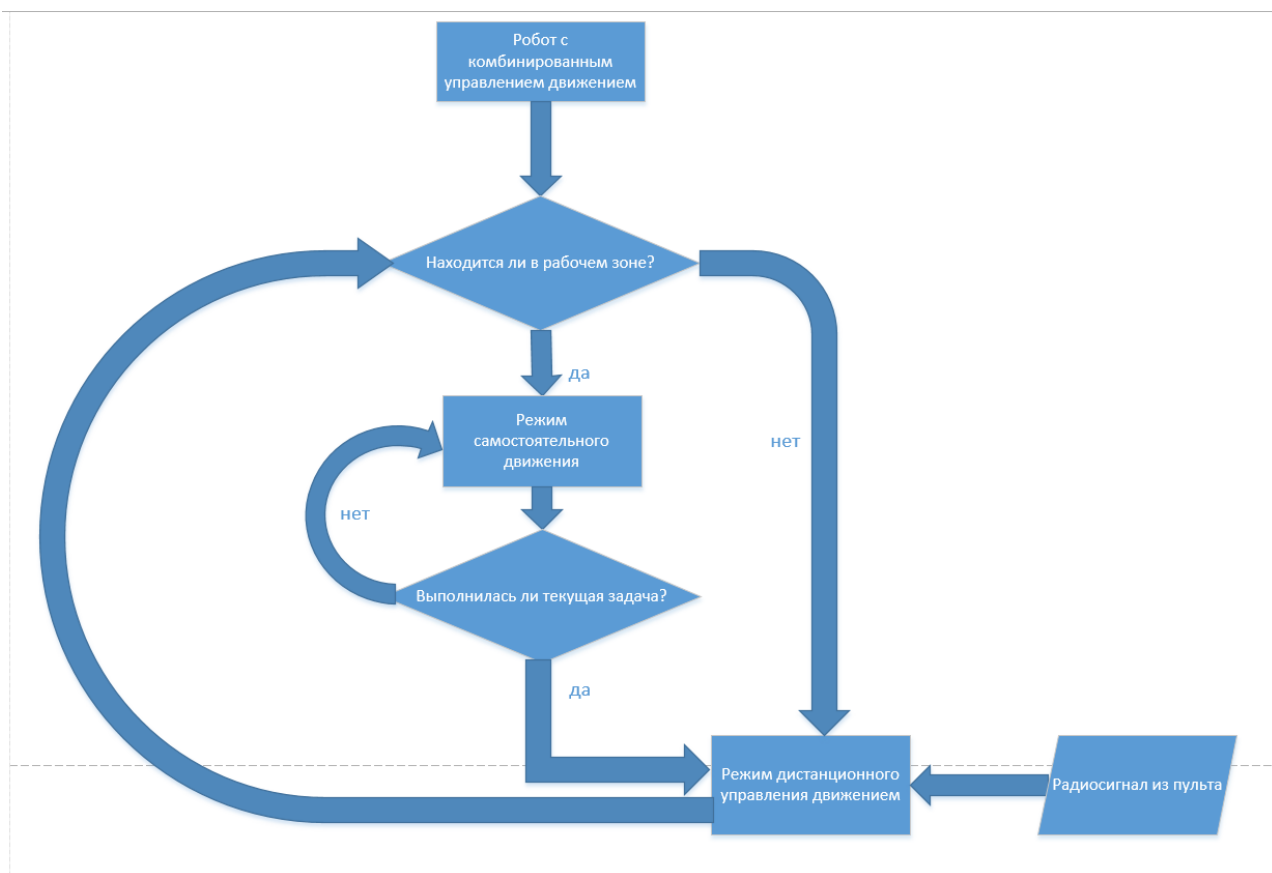 Робот с
комбинированным
управлением движением
Находится ли в рабочем зоне?
да
Режим
самостоятельного
движения
нет
нет
Выполнилась ли текущая задача?
да
Режим дистанционного
управления движением
Радиосигнал из пульта